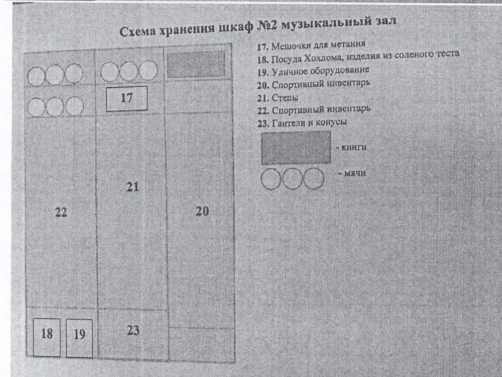 Схема хранения шкаф №2 музыкальный зал
17. Мешочки для метания
18. Посуда Хохлома, изделия из соленого теста
19. Уличное оборудование
20. Спортивный инвентарь
21. Степы
22. Спортивный инвентарь
23. Гантели и конусы
- книги
- мячи
17
21
22
20
18
19
23